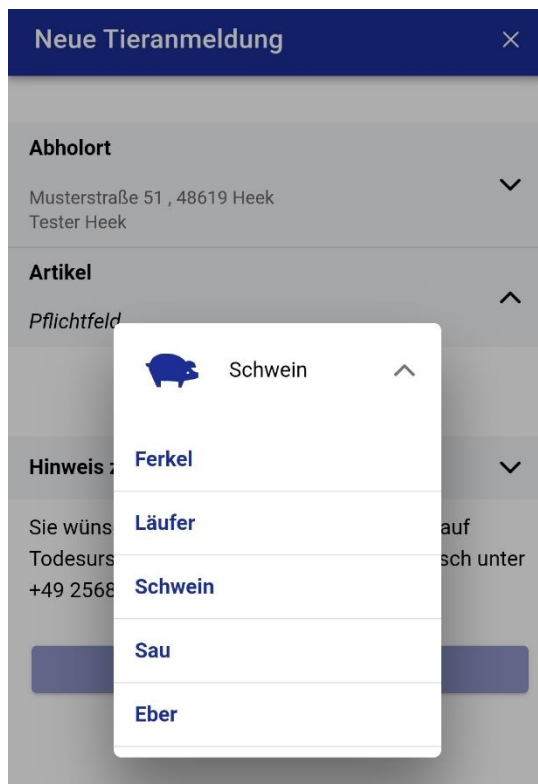 Neue Tieranmeldung
Abholort
Musterstraße 51 , 48619 Heek
Tester Heek
Artikel
Pflichtfeld
Schwein
Ferkel
Hinweis
Läufer
Sie auf
Todesurs sch unter
Schwein
+49 2568
Sau
Eber